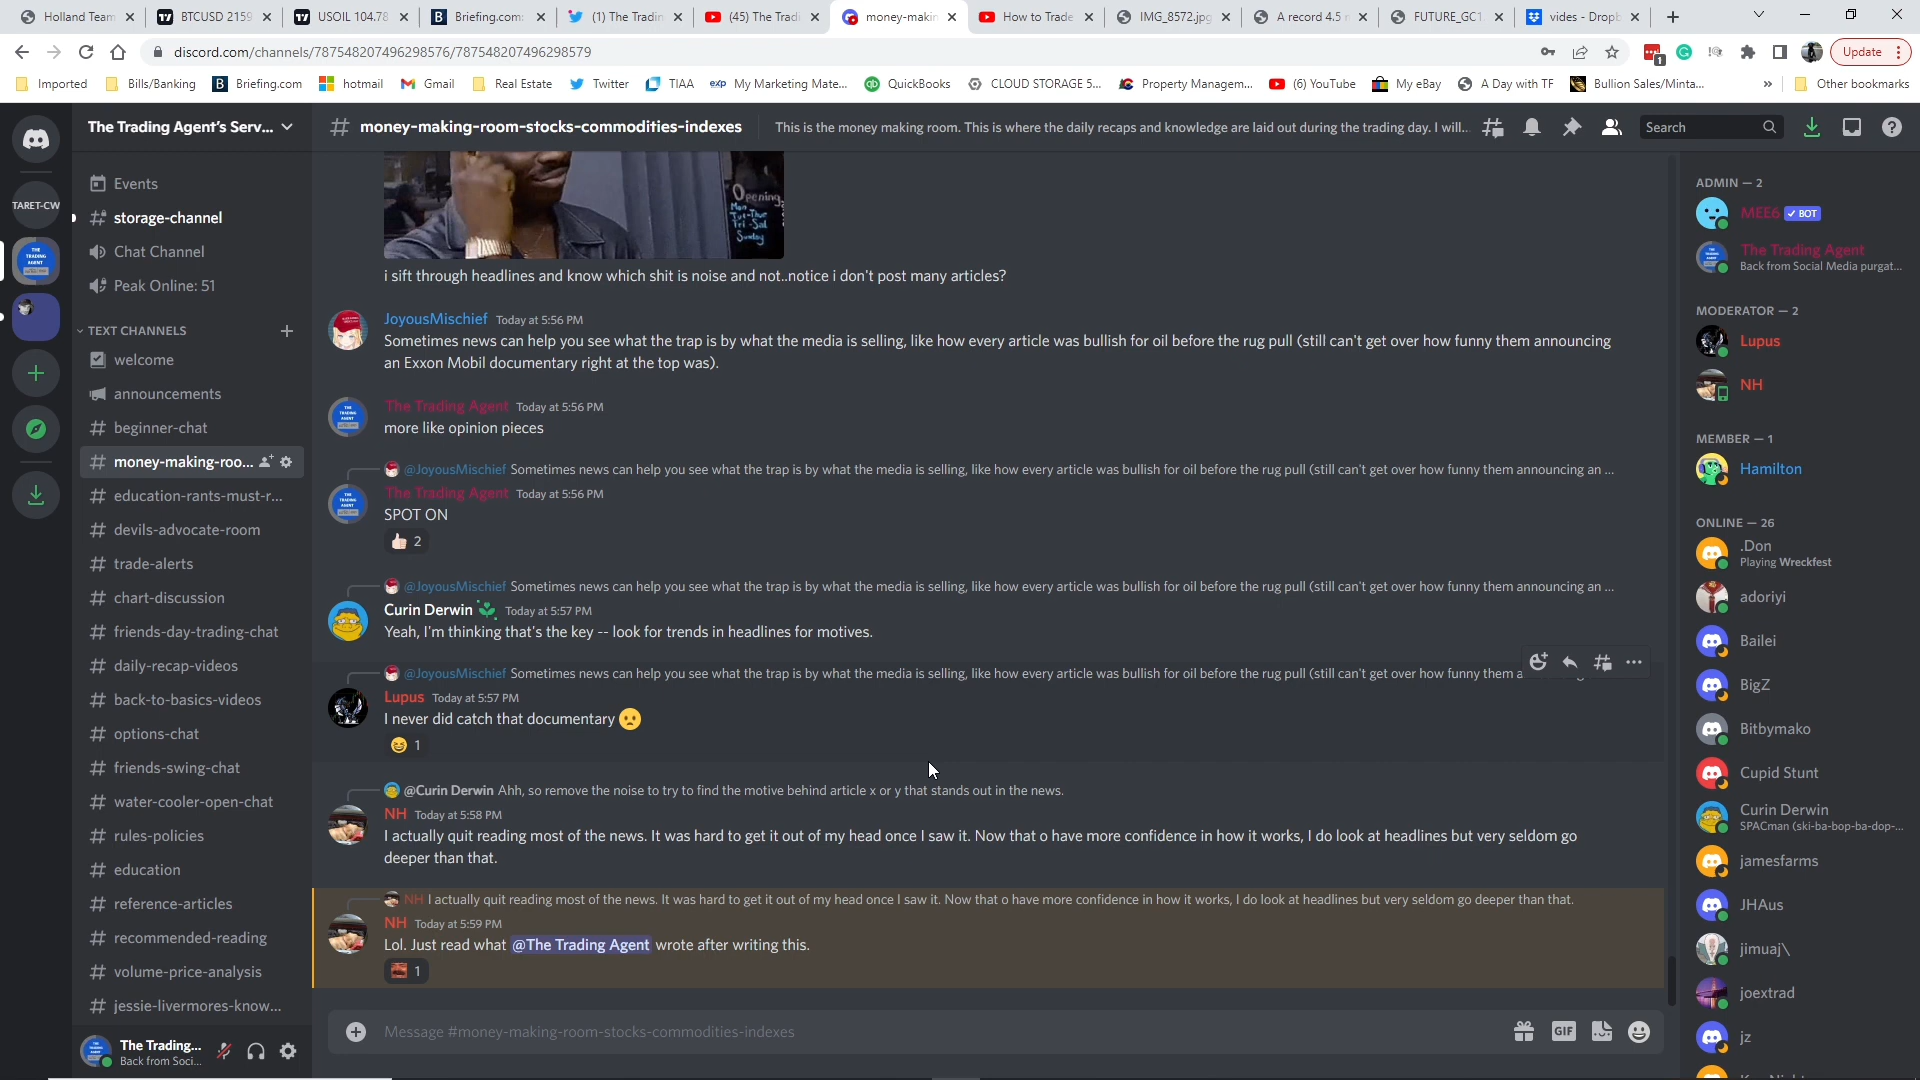 Holland Team
BTCUSD 2159
USOIL 104.78
Briefing.com:
(1) The Tradin
(45) The Tradi
money-makin
How to Trade
IMG_8572.jpg
A record 4.5 m
FUTURE_GC1
vides - Dropb
discord.com/channels/787548207496298576/787548207496298579
Update
Imported
Bills/Banking
Briefing.com
hotmail
Gmail
Real Estate
Twitter
TIAA
My Marketing Mate...
QuickBooks
CLOUD STORAGE 5...
Property Managem...
(6) YouTube
My eBay
A Day with TF
Bullion Sales/Minta...
»
Other bookmarks
The Trading Agent's Serv...
# money-making-room-stocks-commodities-indexes
This is the money making room. This is where the daily recaps and knowledge are laid out during the trading day. I will...
Search
TARET-CW
Events
storage-channel
Chat Channel
Peak Online: 51
TEXT CHANNELS
welcome
announcements
beginner-chat
money-making-roo...
education-rants-must-r...
devils-advocate-room
trade-alerts
chart-discussion
friends-day-trading-chat
daily-recap-videos
back-to-basics-videos
options-chat
friends-swing-chat
water-cooler-open-chat
rules-policies
education
reference-articles
recommended-reading
volume-price-analysis
jessie-livermores-know...
The Trading...
Back from Soci...
Opening
Mon
Tue-Thur
Fri-Sat
Sunday
i sift through headlines and know which shit is noise and not..notice i don't post many articles?
JoyousMischief Today at 5:56 PM
Sometimes news can help you see what the trap is by what the media is selling, like how every article was bullish for oil before the rug pull (still can't get over how funny them announcing
an Exxon Mobil documentary right at the top was).
The Trading Agent Today at 5:56 PM
more like opinion pieces
@JoyousMischief Sometimes news can help you see what the trap is by what the media is selling, like how every article was bullish for oil before the rug pull (still can't get over how funny them announcing an ...
The Trading Agent Today at 5:56 PM
SPOT ON
2
@JoyousMischief Sometimes news can help you see what the trap is by what the media is selling, like how every article was bullish for oil before the rug pull (still can't get over how funny them announcing an ...
Curin Derwin Today at 5:57 PM
Yeah, I'm thinking that's the key -- look for trends in headlines for motives.
@JoyousMischief Sometimes news can help you see what the trap is by what the media is selling, like how every article was bullish for oil before the rug pull (still can't get over how funny them a
Lupus Today at 5:57 PM
I never did catch that documentary
1
@Curin Derwin Ahh, so remove the noise to try to find the motive behind article x or y that stands out in the news.
NH Today at 5:58 PM
I actually quit reading most of the news. It was hard to get it out of my head once I saw it. Now that o have more confidence in how it works, I do look at headlines but very seldom go
deeper than that.
NH I actually quit reading most of the news. It was hard to get it out of my head once I saw it. Now that o have more confidence in how it works, I do look at headlines but very seldom go deeper than that.
NH Today at 5:59 PM
Lol. Just read what @The Trading Agent wrote after writing this.
1
Message #money-making-room-stocks-commodities-indexes
GIF
ADMIN — 2
MEE6 ✓ BOT
The Trading Agent
Back from Social Media purgat...
MODERATOR — 2
Lupus
NH
MEMBER — 1
Hamilton
ONLINE — 26
.Don
Playing Wreckfest
adoriyi
Bailei
BigZ
Bitbymako
Cupid Stunt
Curin Derwin
SPACman (ski-ba-bop-ba-dop-...
jamesfarms
JHAus
jimuaj\
joextrad
jz